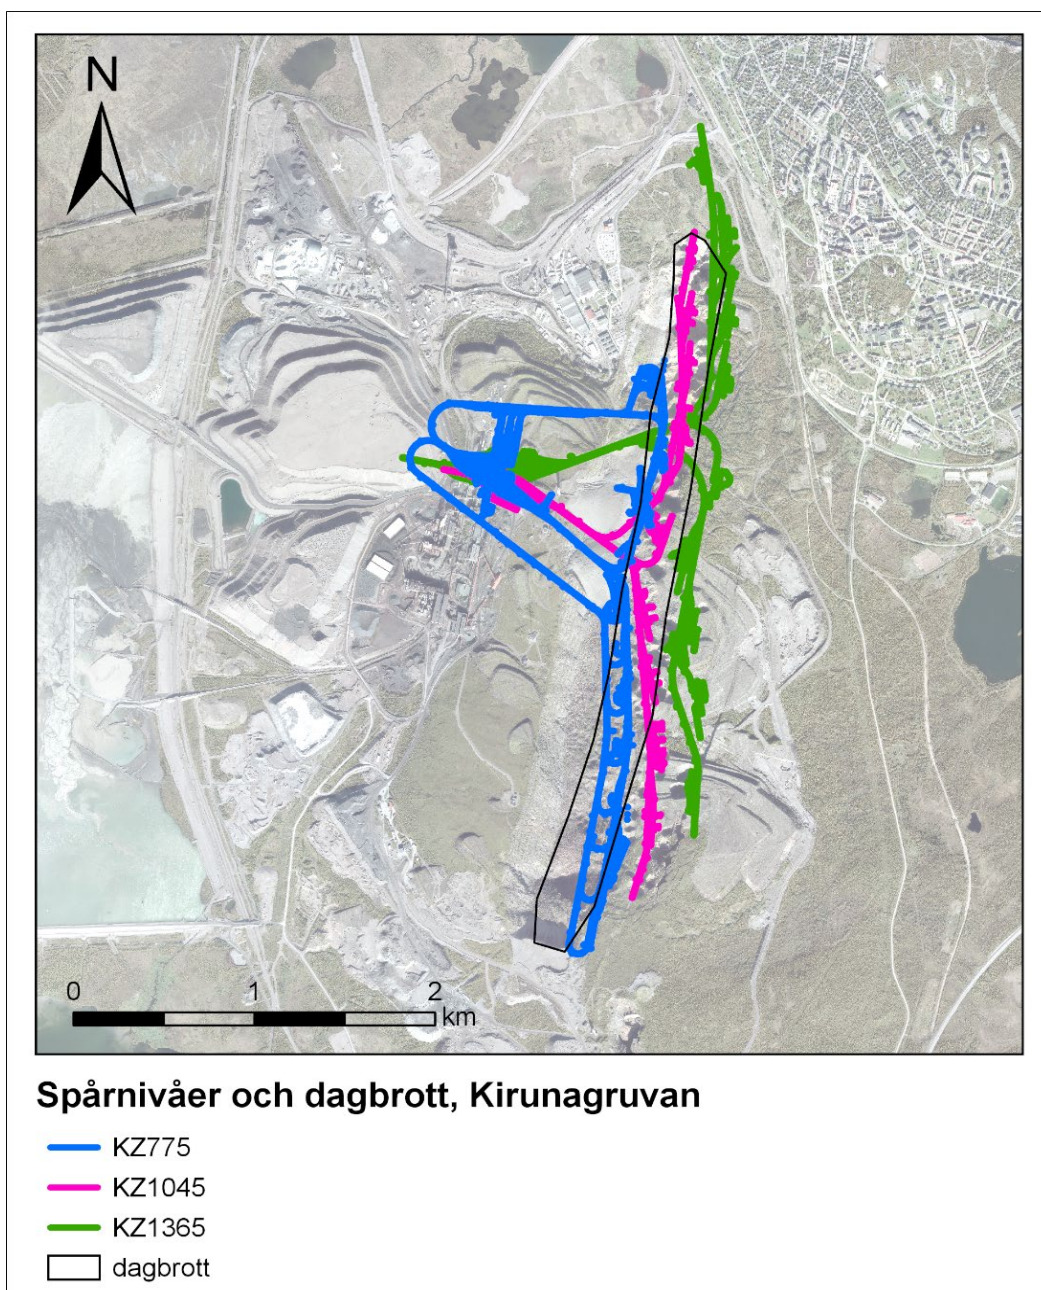 N
0 1 2
km
Spårnivåer och dagbrott, Kirunagruvan
KZ775
KZ1045
KZ1365
dagbrott